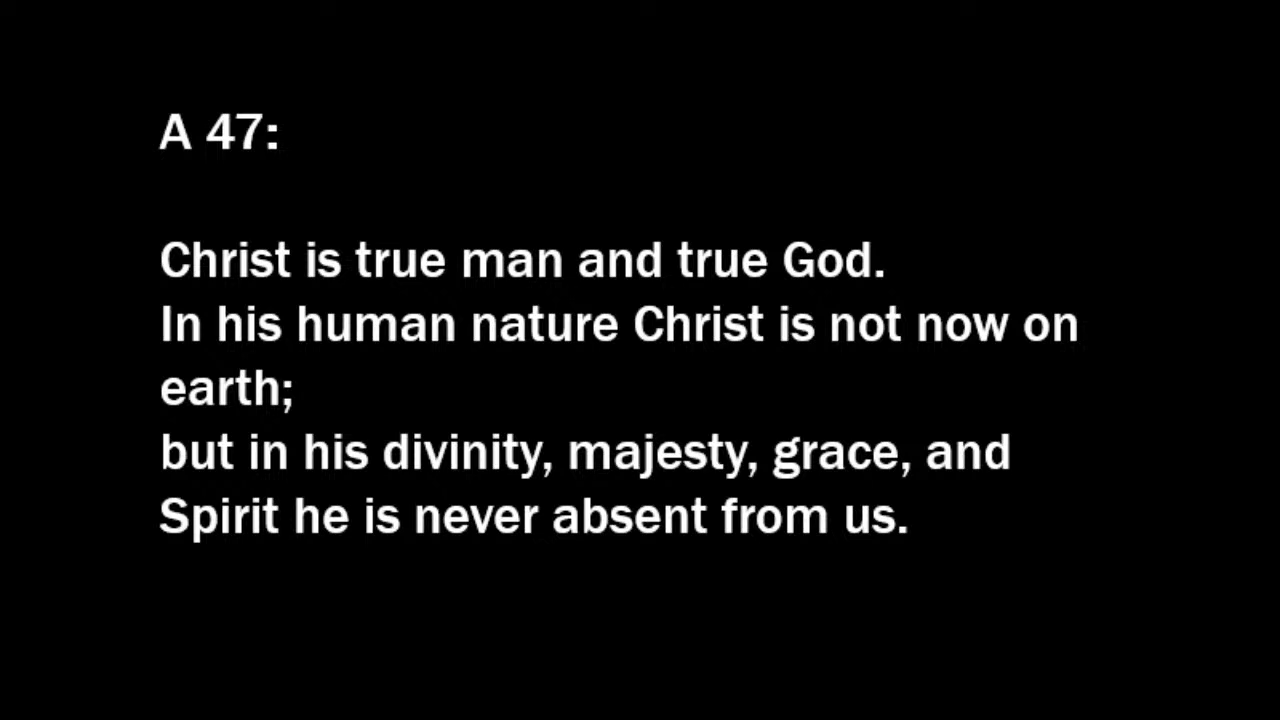 A 47:
Christ is true man and true God.
In his human nature Christ is not now on
earth;
but in his divinity, majesty, grace, and
Spirit he is never absent from us.